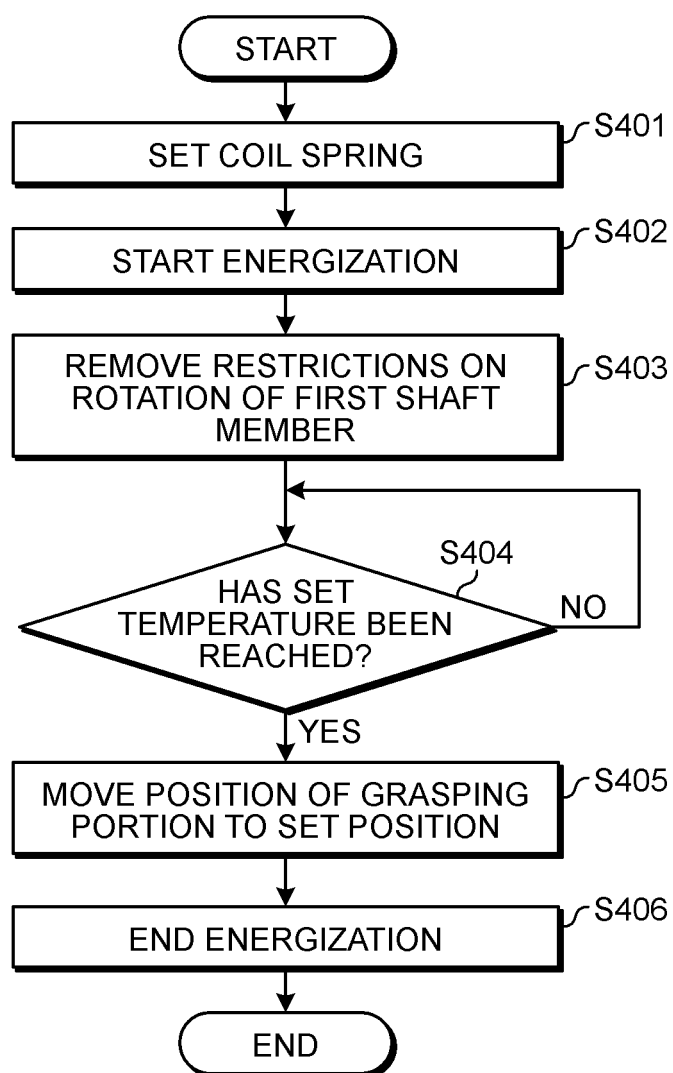 START
S401
SET COIL SPRING
S402
START ENERGIZATION
S403
REMOVE RESTRICTIONS ON
ROTATION OF FIRST SHAFT
MEMBER
S404
HAS SET
TEMPERATURE BEEN
REACHED?
NO
YES
S405
MOVE POSITION OF GRASPING
PORTION TO SET POSITION
S406
END ENERGIZATION
END